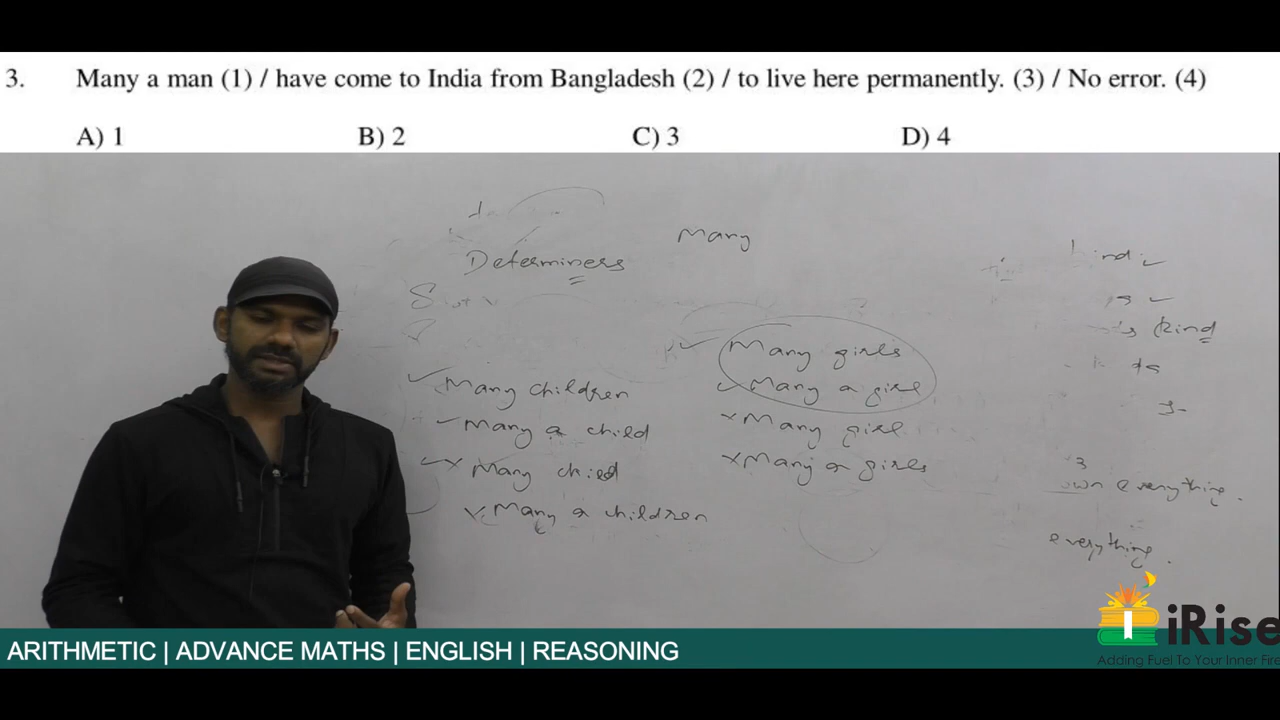 3. Many a man (1) / have come to India from Bangladesh (2) / to live here permanently. (3) / No error. (4)
A) 1 B) 2 C) 3 D) 4
Many
Determiners
Many children
Many a child
Many child
Many a children
Many girls
Many a girl
Many girl
Many a girls
is kind
own everything.
everything.
ARITHMETIC | ADVANCE MATHS | ENGLISH | REASONING
iRise
Adding Fuel To Your Inner Fire